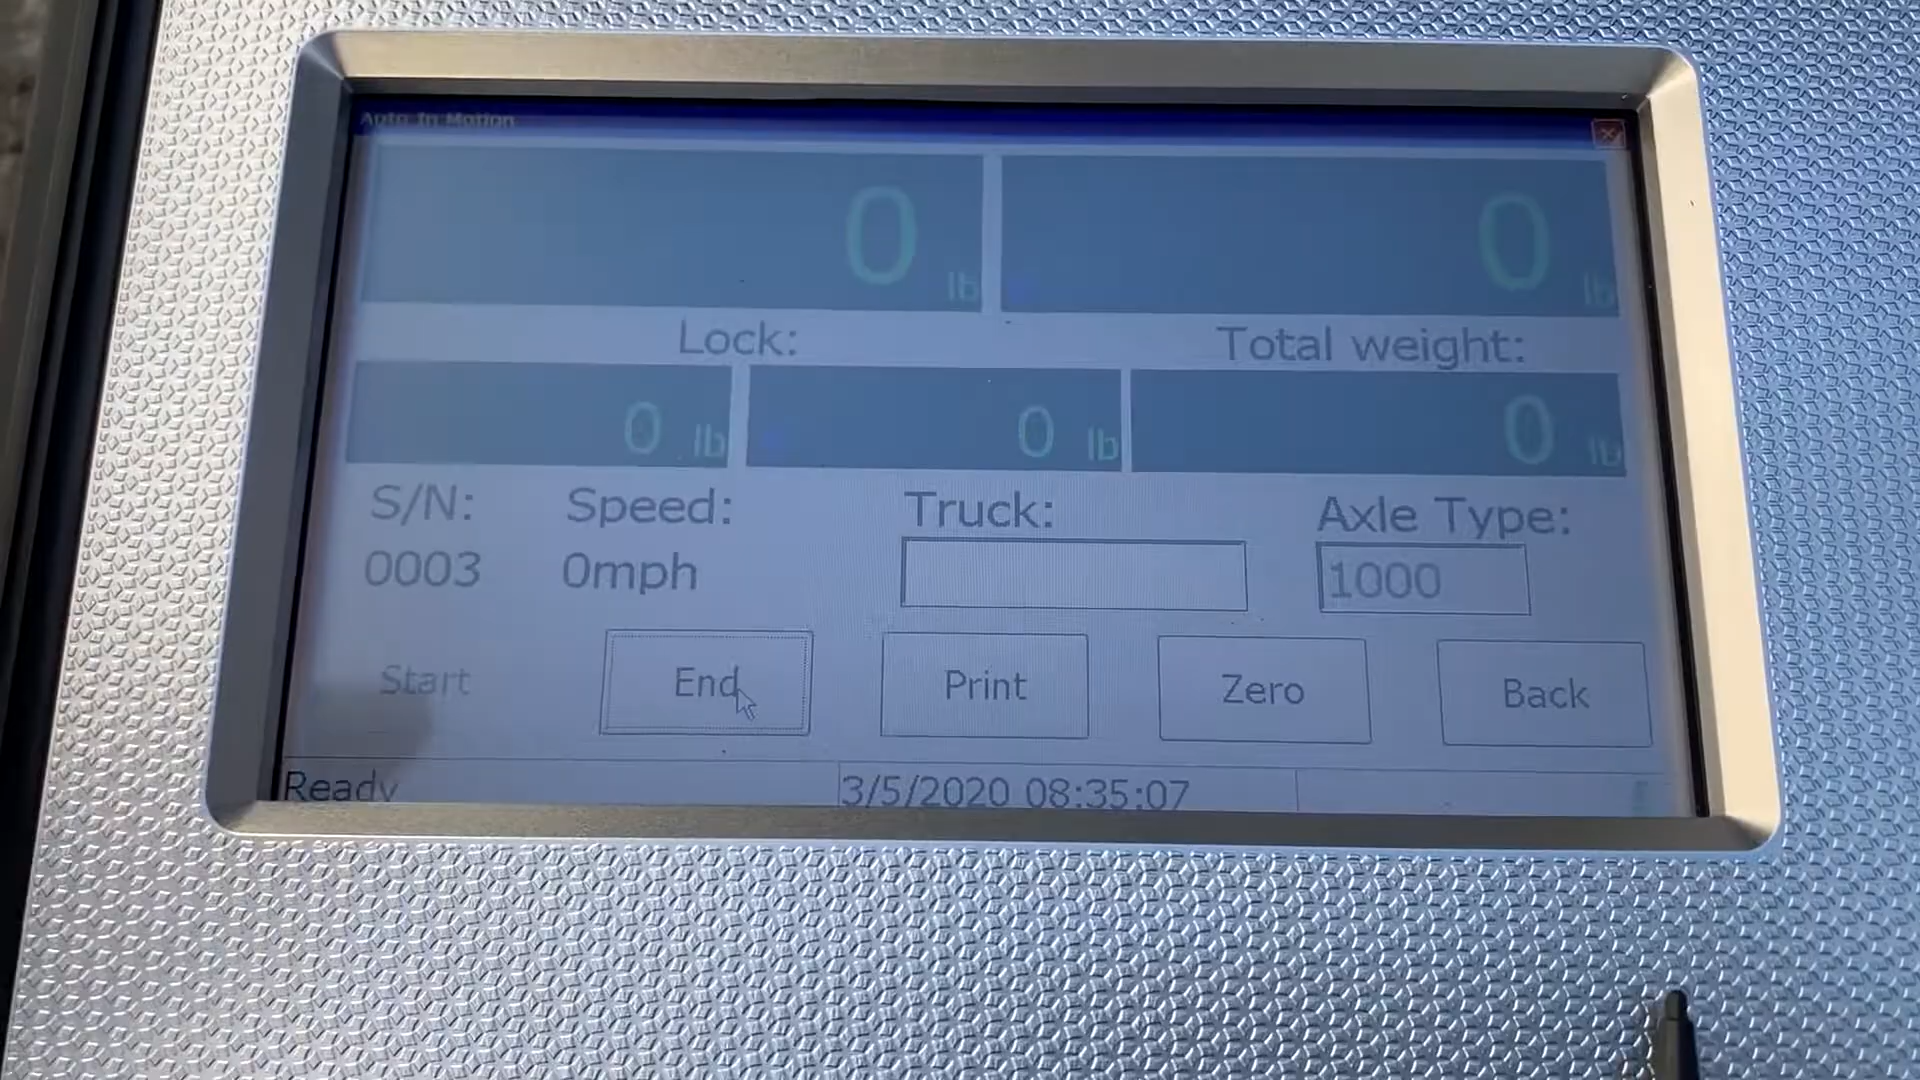 Auto In Motion
0 lb 0 lb
Lock: Total weight:
0 lb 0 lb 0 lb
S/N: Speed: Truck: Axle Type:
0003 0mph 1000
Start End Print Zero Back
Ready 3/5/2020 08:35:07